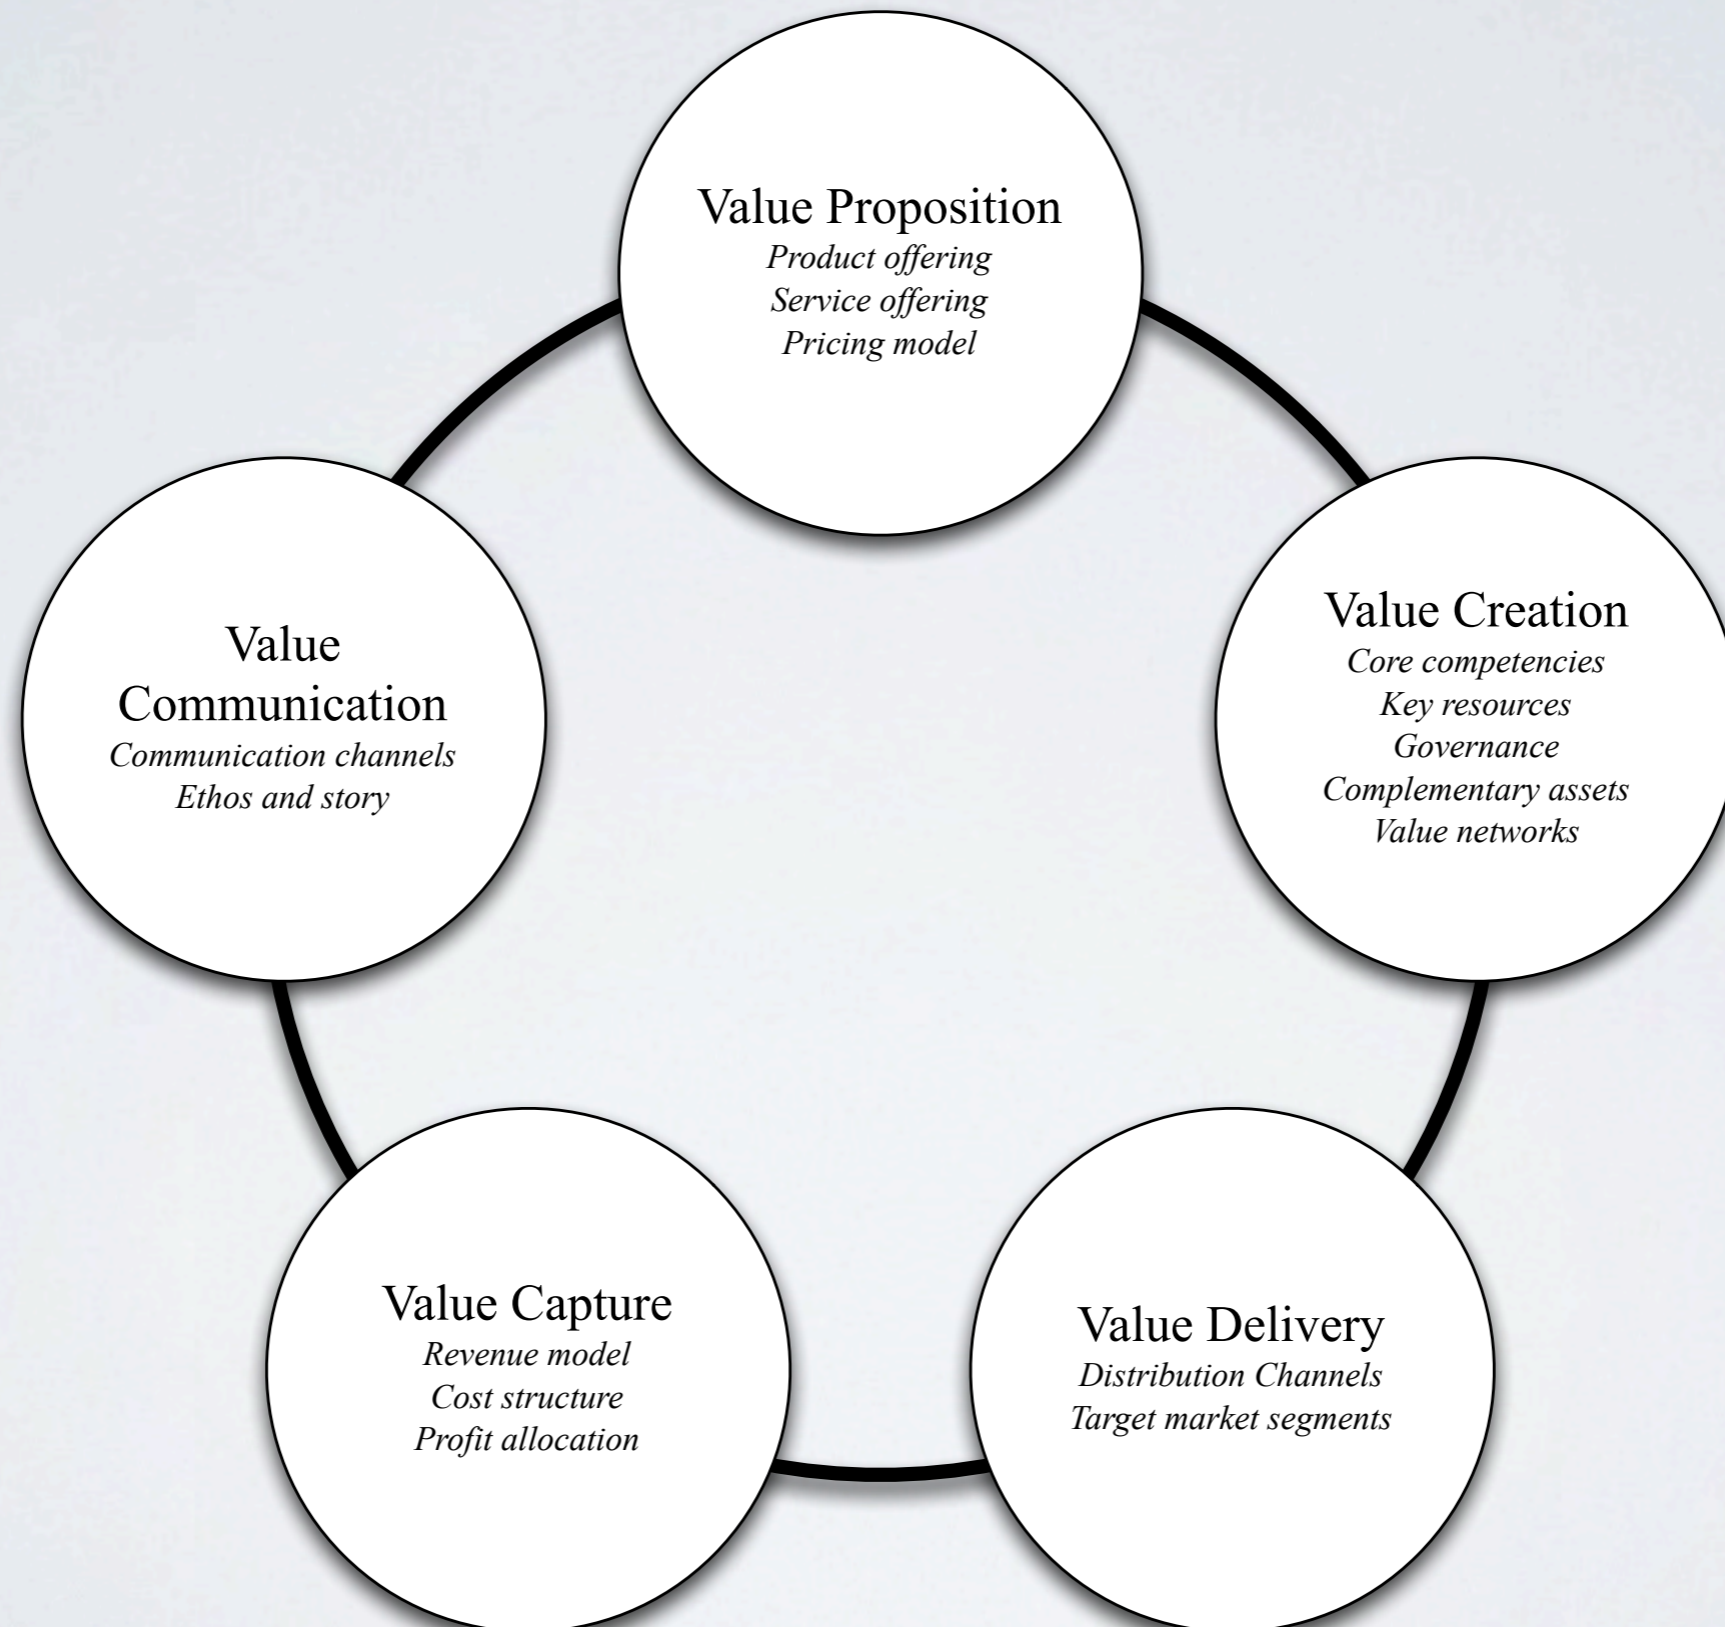 Value Proposition
Product offering
Service offering
Pricing model
Value
Communication
Communication channels
Ethos and story
Value Creation
Core competencies
Key resources
Governance
Complementary assets
Value networks
Value Capture
Revenue model
Cost structure
Profit allocation
Value Delivery
Distribution Channels
Target market segments